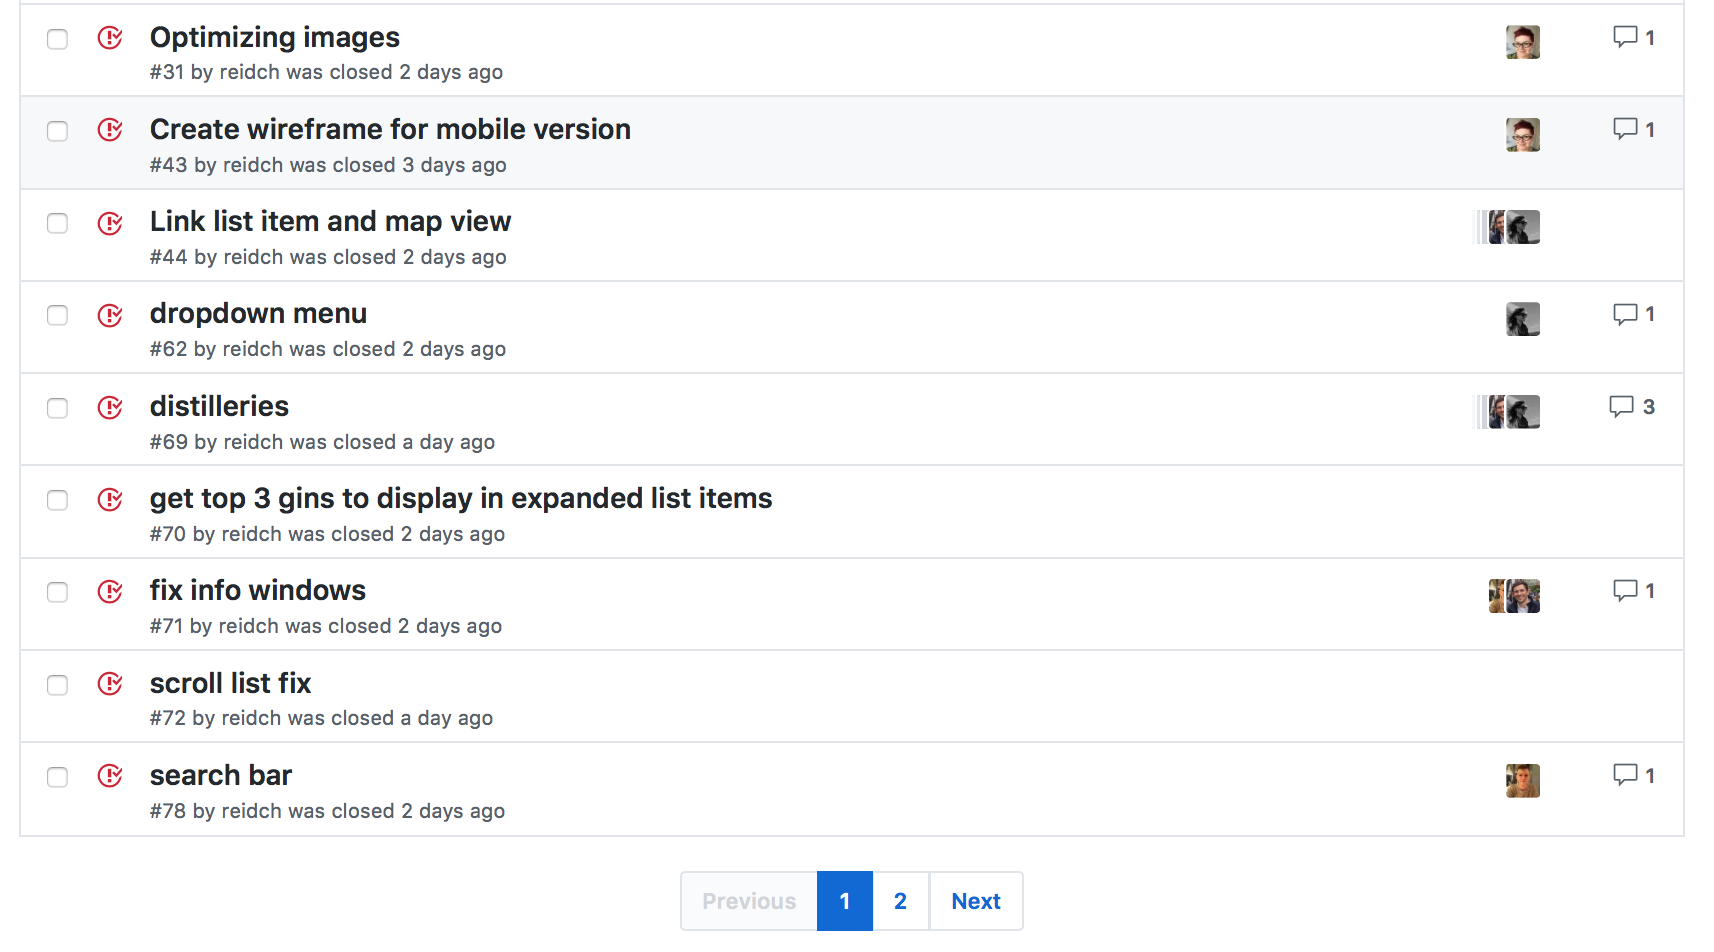 Optimizing images
1
#31 by reidch was closed 2 days ago
Create wireframe for mobile version
1
#43 by reidch was closed 3 days ago
Link list item and map view
#44 by reidch was closed 2 days ago
dropdown menu
1
#62 by reidch was closed 2 days ago
distilleries
3
#69 by reidch was closed a day ago
get top 3 gins to display in expanded list items
#70 by reidch was closed 2 days ago
fix info windows
1
#71 by reidch was closed 2 days ago
scroll list fix
#72 by reidch was closed a day ago
search bar
1
#78 by reidch was closed 2 days ago
Previous 1 2 Next